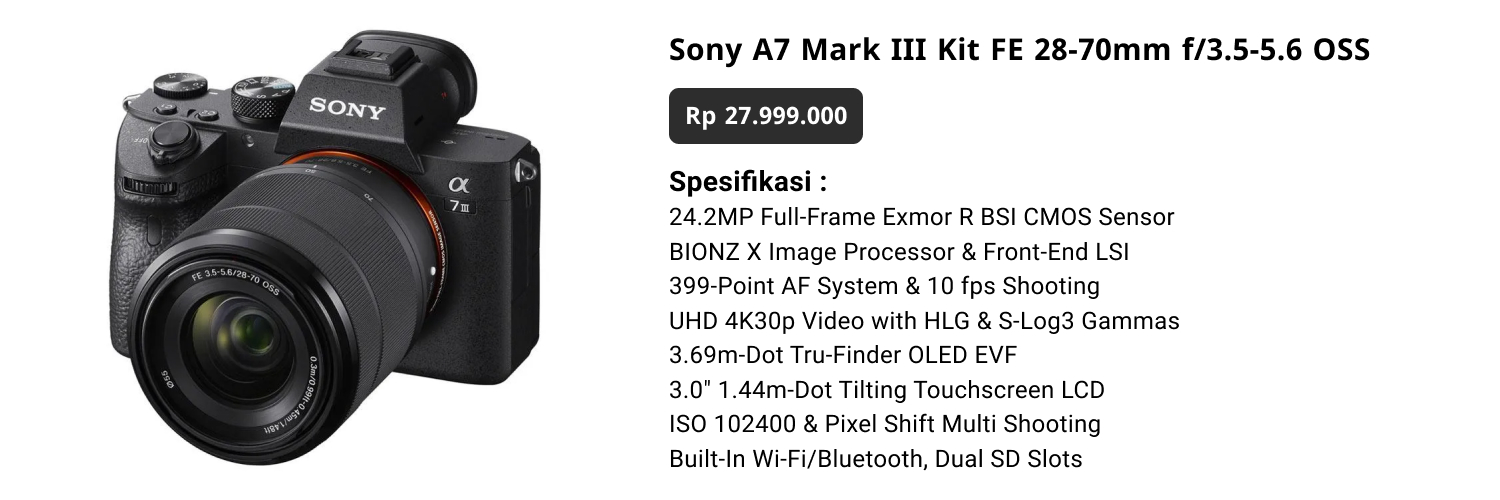 Sony A7 Mark III Kit FE 28-70mm f/3.5-5.6 OSS
Rp 27.999.000
Spesifikasi :
24.2MP Full-Frame Exmor R BSI CMOS Sensor
BIONZ X Image Processor & Front-End LSI
399-Point AF System & 10 fps Shooting
UHD 4K30p Video with HLG & S-Log3 Gammas
3.69m-Dot Tru-Finder OLED EVF
3.0" 1.44m-Dot Tilting Touchscreen LCD
ISO 102400 & Pixel Shift Multi Shooting
Built-In Wi-Fi/Bluetooth, Dual SD Slots
SONY
α
7III
FE 3.5-5.6/28-70 OSS
0.3m/0.99ft-0.45m/1.48ft
Ø55
50
70